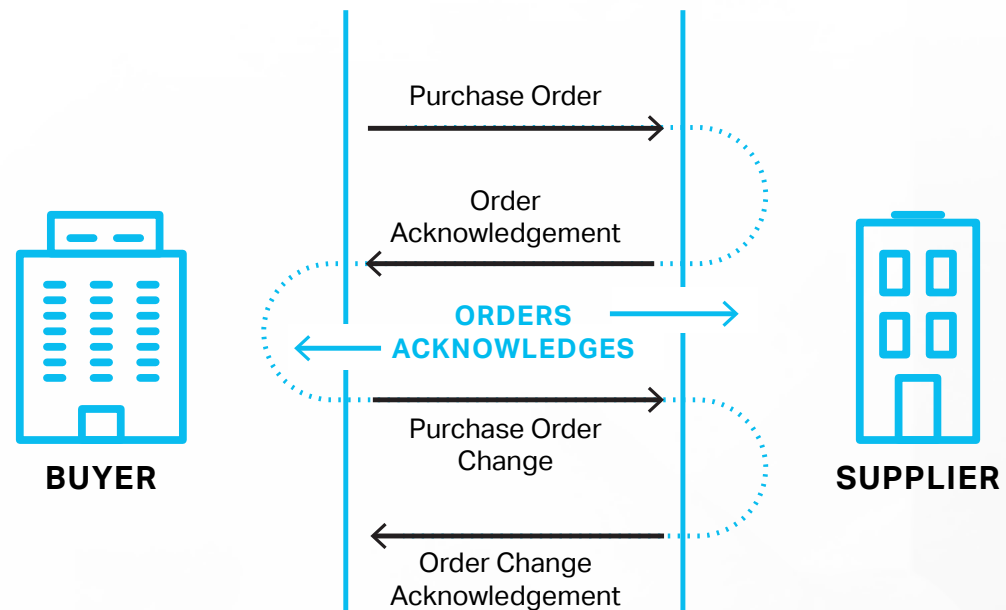 Purchase Order
Order
Acknowledgement
ORDERS
ACKNOWLEDGES
Purchase Order
Change
BUYER
SUPPLIER
Order Change
Acknowledgement